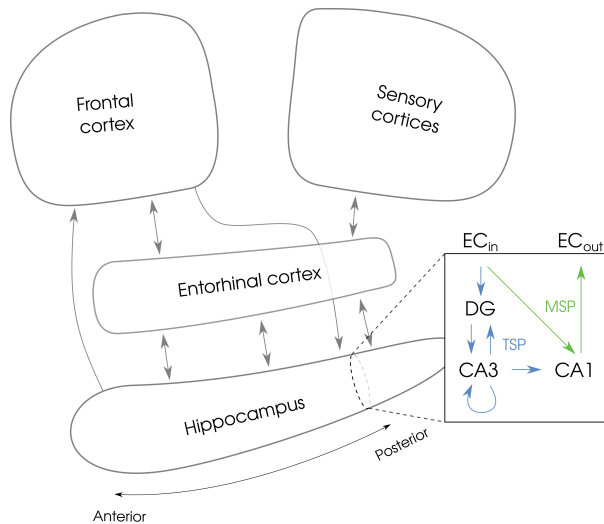 Frontal
cortex
Sensory
cortices
Entorhinal cortex
Hippocampus
Anterior
Posterior
ECin
ECout
DG
MSP
TSP
CA3
CA1